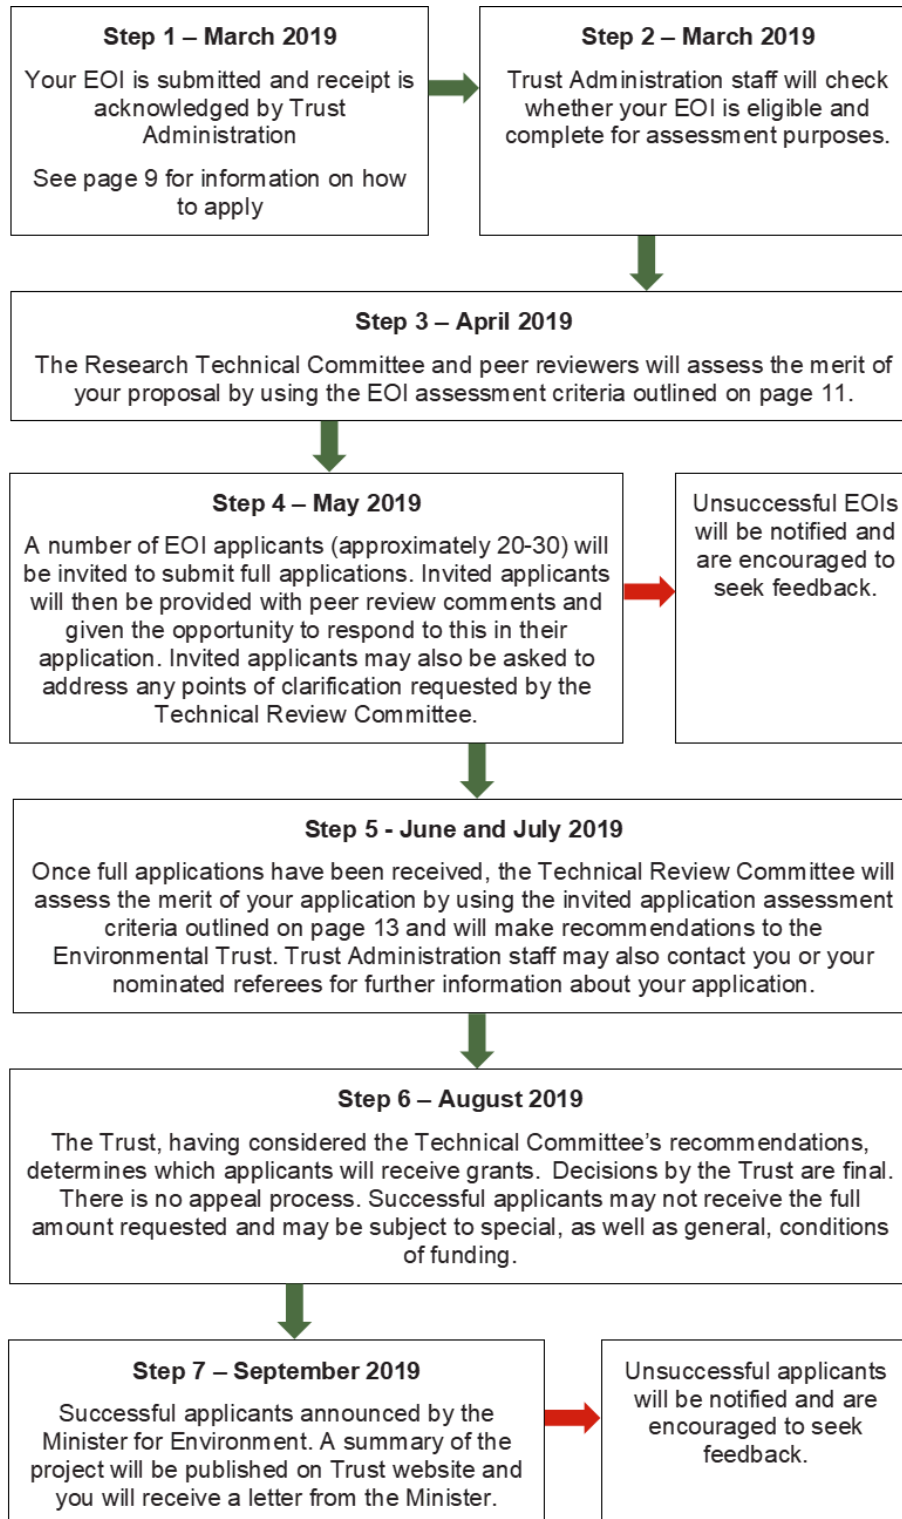 Step 1 – March 2019
Your EOI is submitted and receipt is
acknowledged by Trust
Administration
See page 9 for information on how
to apply
Step 2 – March 2019
Trust Administration staff will check
whether your EOI is eligible and
complete for assessment purposes.
Step 3 – April 2019
The Research Technical Committee and peer reviewers will assess the merit of
your proposal by using the EOI assessment criteria outlined on page 11.
Step 4 – May 2019
A number of EOI applicants (approximately 20-30) will
be invited to submit full applications. Invited applicants
will then be provided with peer review comments and
given the opportunity to respond to this in their
application. Invited applicants may also be asked to
address any points of clarification requested by the
Technical Review Committee.
Unsuccessful EOIs
will be notified and
are encouraged to
seek feedback.
Step 5 - June and July 2019
Once full applications have been received, the Technical Review Committee will
assess the merit of your application by using the invited application assessment
criteria outlined on page 13 and will make recommendations to the
Environmental Trust. Trust Administration staff may also contact you or your
nominated referees for further information about your application.
Step 6 – August 2019
The Trust, having considered the Technical Committee’s recommendations,
determines which applicants will receive grants. Decisions by the Trust are final.
There is no appeal process. Successful applicants may not receive the full
amount requested and may be subject to special, as well as general, conditions
of funding.
Step 7 – September 2019
Successful applicants announced by the
Minister for Environment. A summary of the
project will be published on Trust website and
you will receive a letter from the Minister.
Unsuccessful applicants
will be notified and are
encouraged to seek
feedback.